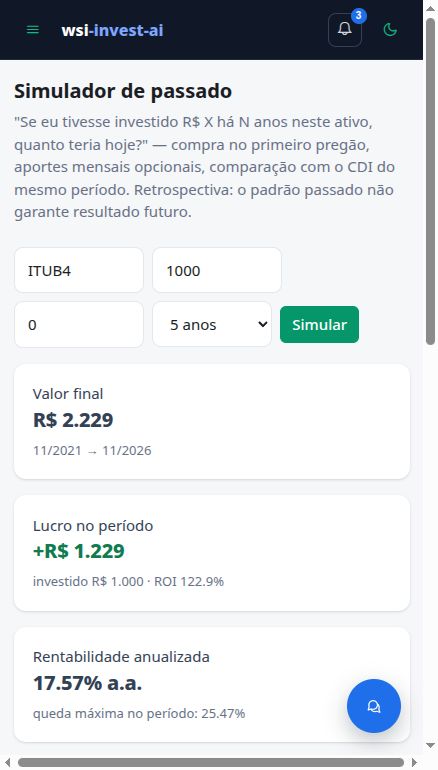 wsi-invest-ai
3
Simulador de passado
"Se eu tivesse investido R$ X há N anos neste ativo,
quanto teria hoje?" — compra no primeiro pregão,
aportes mensais opcionais, comparação com o CDI do
mesmo período. Retrospectiva: o padrão passado não
garante resultado futuro.
ITUB4
1000
0
5 anos
Simular
Valor final
R$ 2.229
11/2021 → 11/2026
Lucro no período
+R$ 1.229
investido R$ 1.000 · ROI 122.9%
Rentabilidade anualizada
17.57% a.a.
queda máxima no período: 25.47%